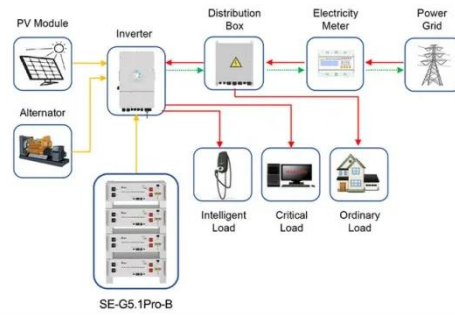 PV Module
Inverter
Distribution
Box
Electricity
Meter
Power
Grid
Alternator
Intelligent
Load
Critical
Load
Ordinary
Load
SE-G5.1Pro-B